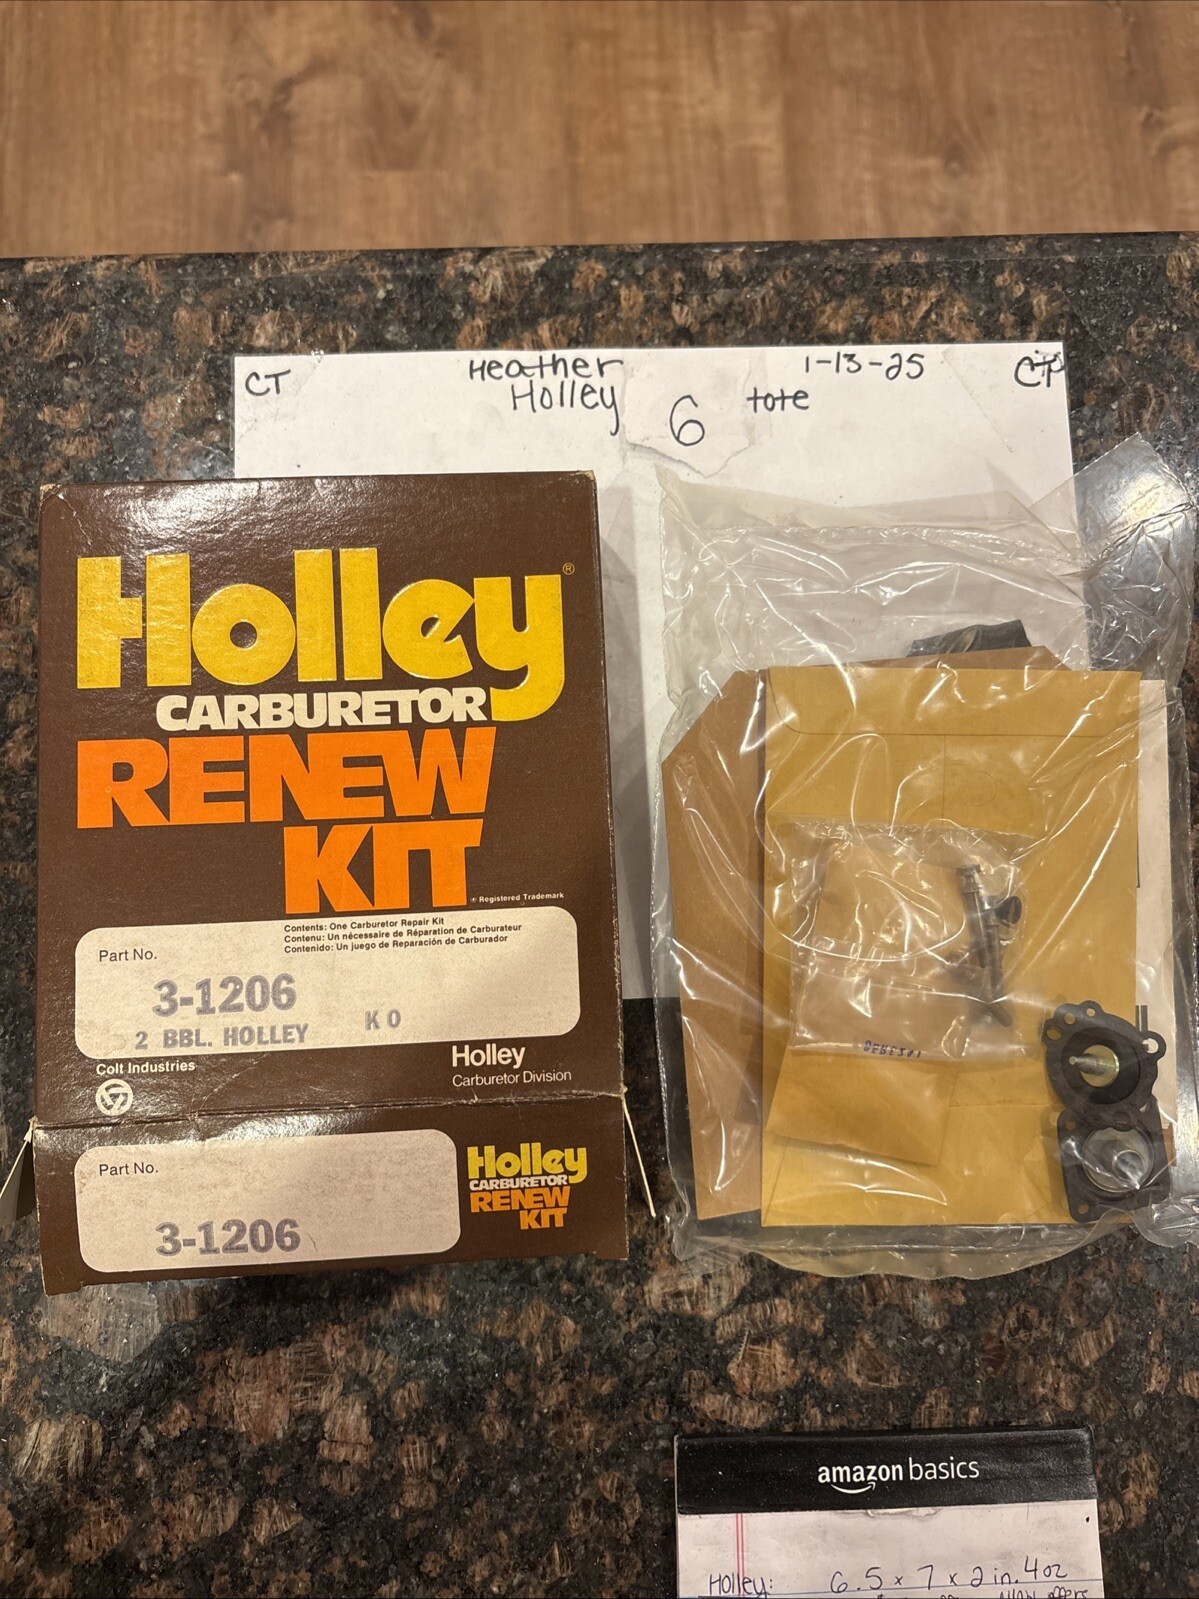 CT
Heather
Holley
6
tote
1-13-25
CP
Holley®
CARBURETOR
RENEW
KIT
® Registered Trademark
Contents: One Carburetor Repair Kit
Contenu: Un nécessaire de Réparation de Carburateur
Contenido: Un juego de Reparación de Carburador
Part No.
3-1206
2 BBL. HOLLEY KO
Colt Industries
Holley
Carburetor Division
Part No.
3-1206
Holley
CARBURETOR
RENEW
KIT
amazon basics
Holley: 6.5 x 7 x 2 in. 4oz
offers